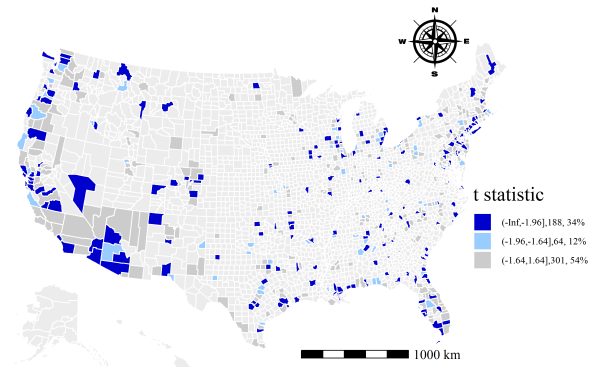 N
W E
S
t statistic
(-Inf,-1.96],188, 34%
(-1.96,-1.64],64, 12%
(-1.64,1.64],301, 54%
1000 km